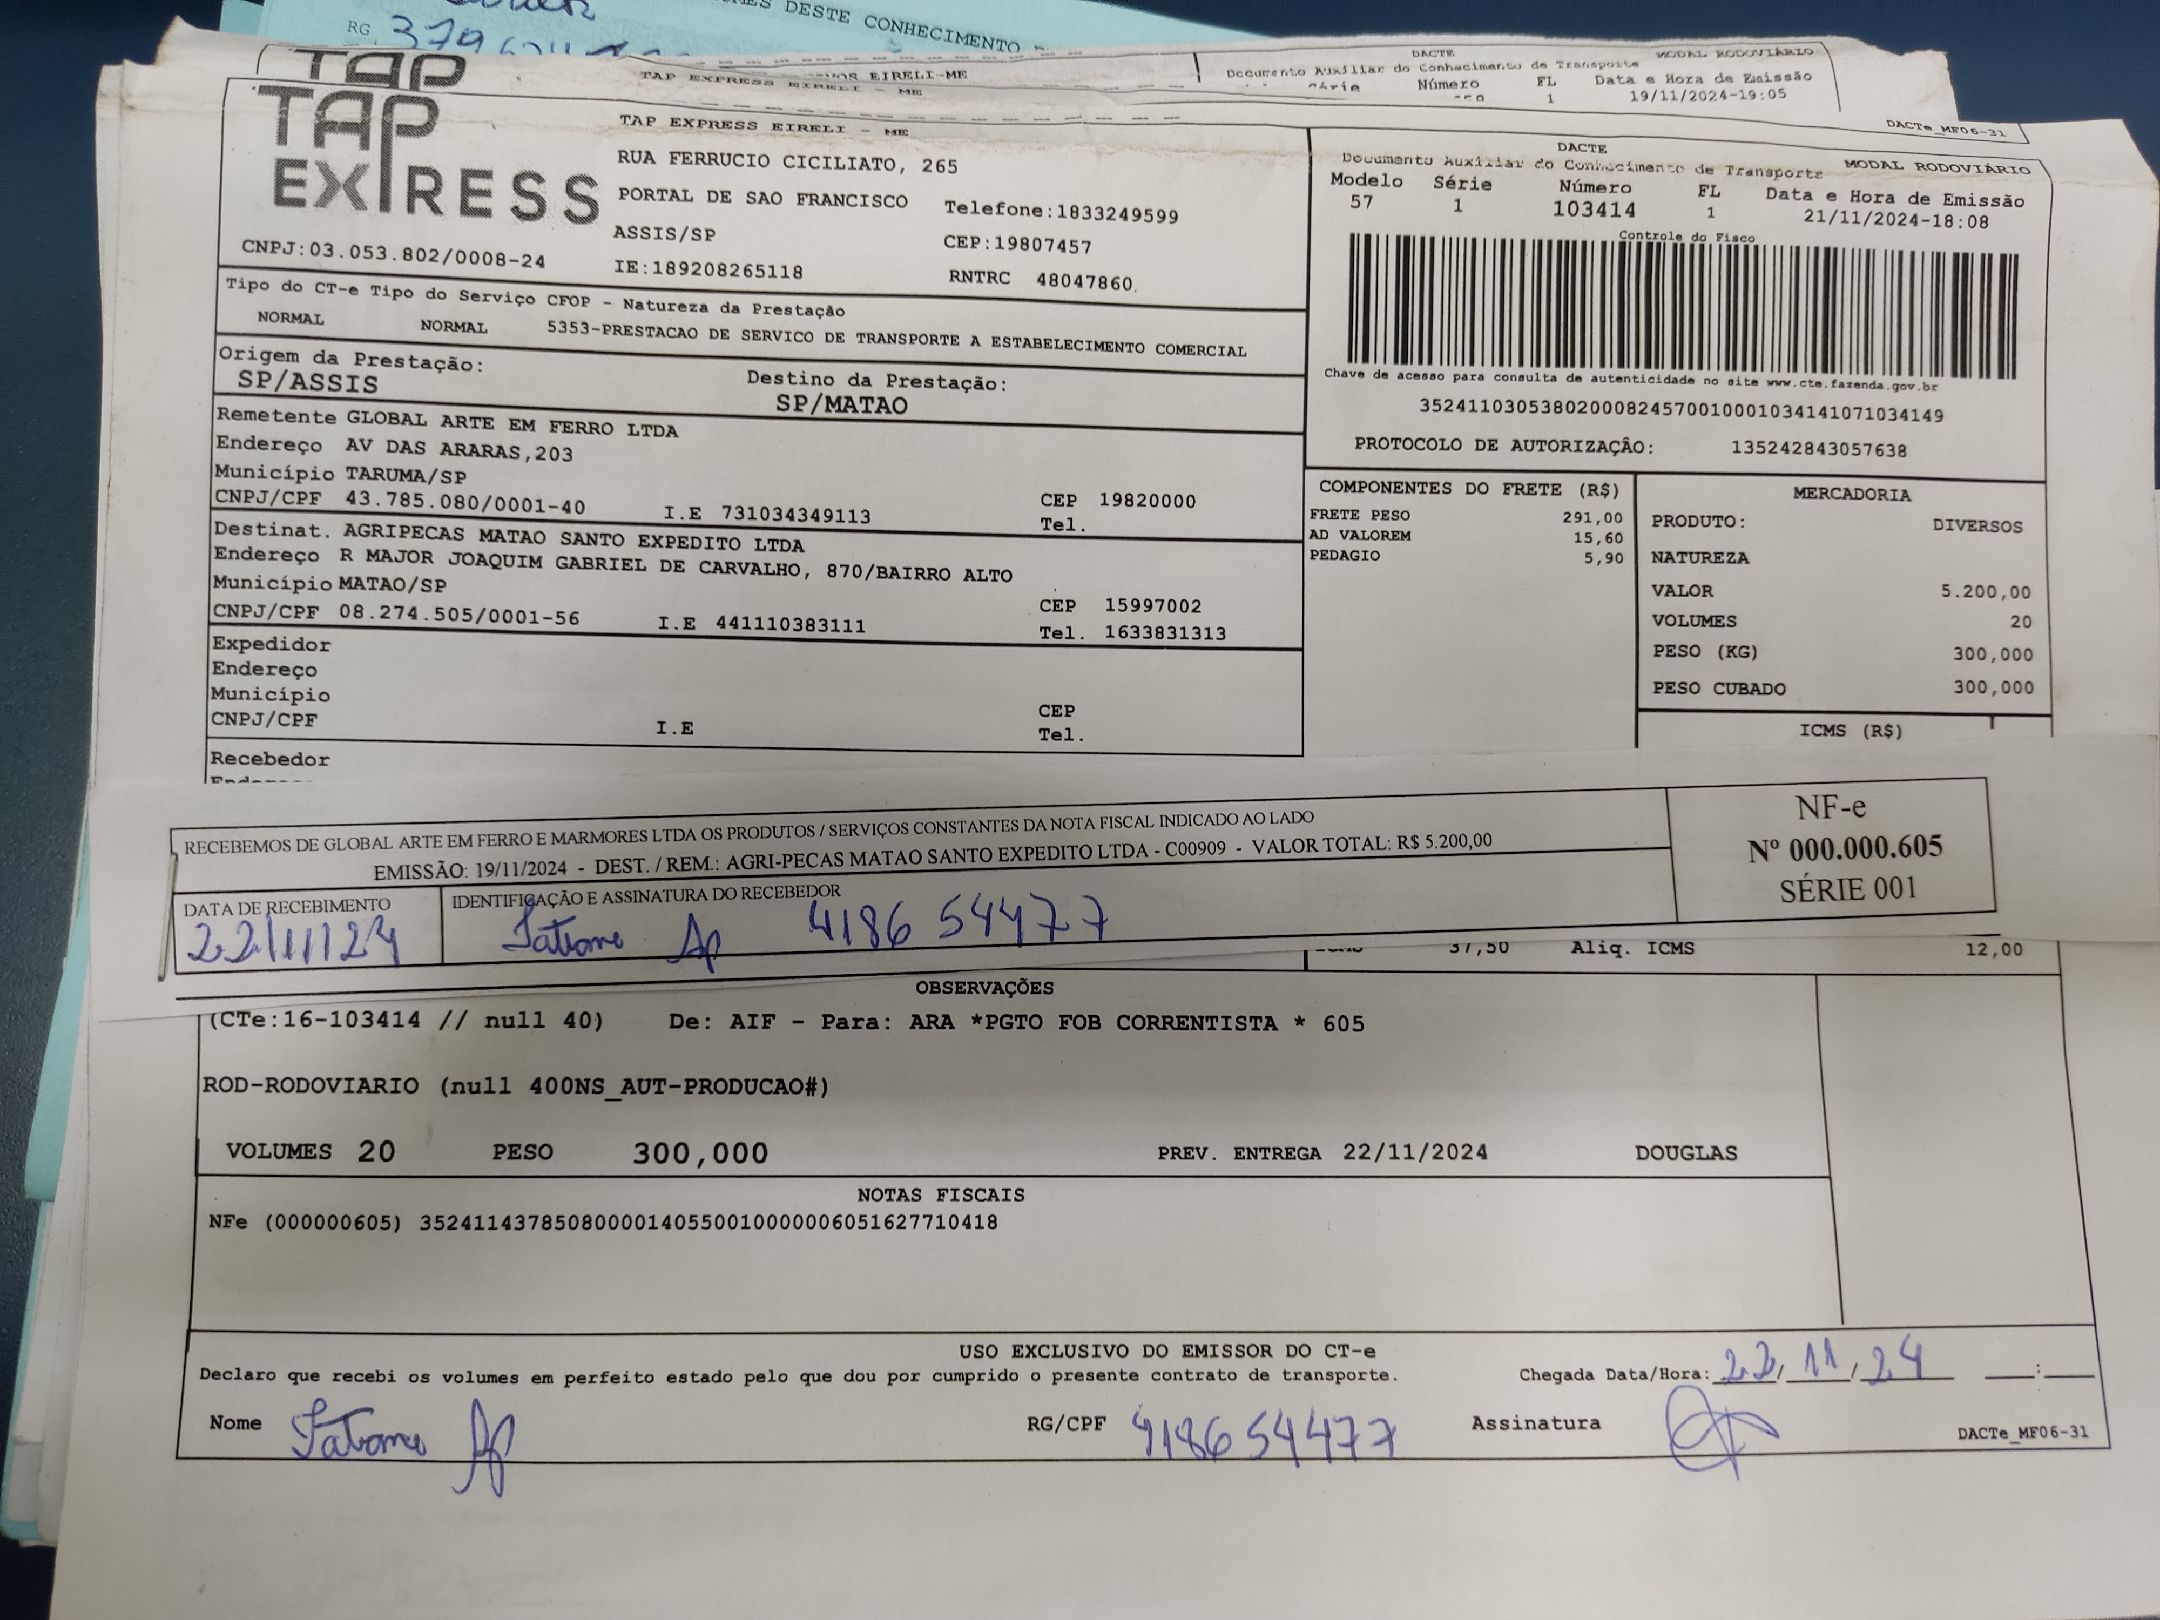 DESTE CONHECIMENTO
RG
TAP
TAP EXPRESS EIRELI - ME
DACTE
MODAL RODOVIÁRIO
Documento Auxiliar do Conhecimento de Transporte
Número FL Data e Hora de Emissão
1 19/11/2024-19:05
DACTe_MF06-31
TAP EXPRESS
TAP EXPRESS EIRELI - ME
RUA FERRUCIO CICILIATO, 265
PORTAL DE SAO FRANCISCO Telefone:1833249599
ASSIS/SP CEP:19807457
CNPJ:03.053.802/0008-24 IE:189208265118 RNTRC 48047860
DACTE
Documento Auxiliar do Conhecimento de Transporte MODAL RODOVIÁRIO
Modelo Série Número FL Data e Hora de Emissão
57 1 103414 1 21/11/2024-18:08
Controle do Fisco
Chave de acesso para consulta de autenticidade no site www.cte.fazenda.gov.br
35241103053802000824570010001034141071034149
PROTOCOLO DE AUTORIZAÇÃO: 135242843057638
Tipo do CT-e Tipo do Serviço CFOP - Natureza da Prestação
NORMAL NORMAL 5353-PRESTACAO DE SERVICO DE TRANSPORTE A ESTABELECIMENTO COMERCIAL
Origem da Prestação: Destino da Prestação:
SP/ASSIS SP/MATAO
Remetente GLOBAL ARTE EM FERRO LTDA
Endereço AV DAS ARARAS,203
Município TARUMA/SP
CNPJ/CPF 43.785.080/0001-40 I.E 731034349113 CEP 19820000
Tel.
Destinat. AGRIPECAS MATAO SANTO EXPEDITO LTDA
Endereço R MAJOR JOAQUIM GABRIEL DE CARVALHO, 870/BAIRRO ALTO
Município MATAO/SP
CNPJ/CPF 08.274.505/0001-56 I.E 441110383111 CEP 15997002
Tel. 1633831313
Expedidor
Endereço
Município
CNPJ/CPF I.E CEP
Tel.
Recebedor
COMPONENTES DO FRETE (R$)
FRETE PESO 291,00
AD VALOREM 15,60
PEDAGIO 5,90
MERCADORIA
PRODUTO: DIVERSOS
NATUREZA
VALOR 5.200,00
VOLUMES 20
PESO (KG) 300,000
PESO CUBADO 300,000
ICMS (R$)
RECEBEMOS DE GLOBAL ARTE EM FERRO E MARMORES LTDA OS PRODUTOS / SERVIÇOS CONSTANTES DA NOTA FISCAL INDICADO AO LADO
EMISSÃO: 19/11/2024 - DEST. / REM.: AGRI-PECAS MATAO SANTO EXPEDITO LTDA - C00909 - VALOR TOTAL: R$ 5.200,00
NF-e
Nº 000.000.605
SÉRIE 001
DATA DE RECEBIMENTO IDENTIFICAÇÃO E ASSINATURA DO RECEBEDOR
22/11/24 Tatiane Ap 418654477
37,50 Aliq. ICMS 12,00
OBSERVAÇÕES
(CTe:16-103414 // null 40) De: AIF - Para: ARA *PGTO FOB CORRENTISTA * 605
ROD-RODOVIARIO (null 400NS_AUT-PRODUCAO#)
VOLUMES 20 PESO 300,000 PREV. ENTREGA 22/11/2024 DOUGLAS
NOTAS FISCAIS
NFe (000000605) 35241143785080000140550010000006051627710418
USO EXCLUSIVO DO EMISSOR DO CT-e
Declaro que recebi os volumes em perfeito estado pelo que dou por cumprido o presente contrato de transporte. Chegada Data/Hora: 22/11/24 :
Nome Tatiane Ap RG/CPF 418654477 Assinatura
DACTe_MF06-31